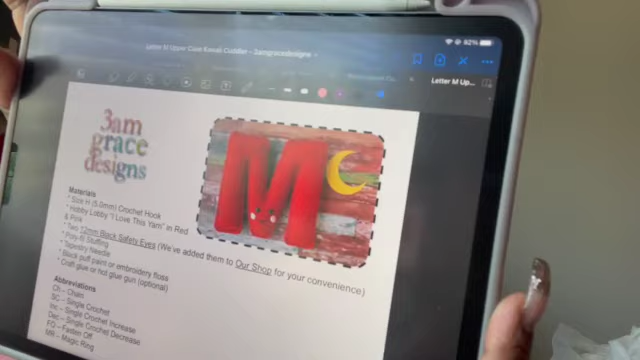 92%
Letter M Upper Case Kawaii Cuddler – 3amgracedesigns
Letter M Up...
3am
grace
designs
M
Materials
* Size H (5.0mm) Crochet Hook
* Hobby Lobby "I Love This Yarn" in Red
& Pink
* Two 12mm Black Safety Eyes (We've added them to Our Shop for your convenience)
* Poly-fil Stuffing
* Tapestry Needle
* Black puff paint or embroidery floss
* Craft glue or hot glue gun (optional)
Abbreviations
Ch – Chain
SC – Single Crochet
Inc – Single Crochet Increase
Dec – Single Crochet Decrease
FO – Fasten Off
MR – Magic Ring